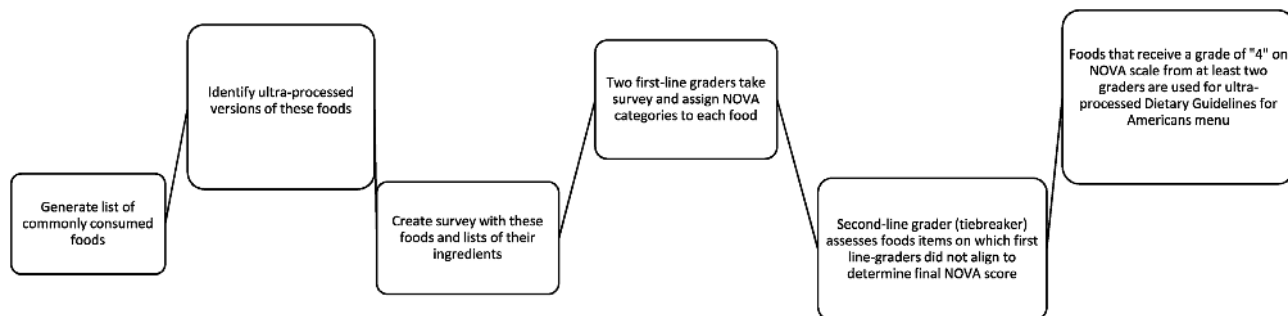 Generate list of
commonly consumed
foods
Identify ultra-processed
versions of these foods
Create survey with these
foods and lists of their
ingredients
Two first-line graders take
survey and assign NOVA
categories to each food
Second-line grader (tiebreaker)
assesses foods items on which first
line-graders did not align to
determine final NOVA score
Foods that receive a grade of "4" on
NOVA scale from at least two
graders are used for ultra-
processed Dietary Guidelines for
Americans menu